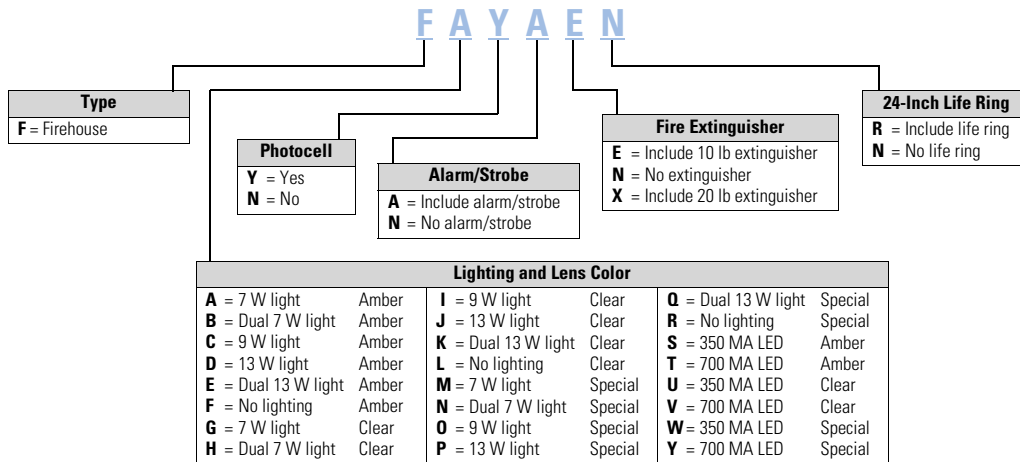 F A Y A E N
Type
F = Firehouse
Photocell
Y = Yes
N = No
Alarm/Strobe
A = Include alarm/strobe
N = No alarm/strobe
Fire Extinguisher
E = Include 10 lb extinguisher
N = No extinguisher
X = Include 20 lb extinguisher
24-Inch Life Ring
R = Include life ring
N = No life ring
Lighting and Lens Color
A = 7 W light Amber
B = Dual 7 W light Amber
C = 9 W light Amber
D = 13 W light Amber
E = Dual 13 W light Amber
F = No lighting Amber
G = 7 W light Clear
H = Dual 7 W light Clear
I = 9 W light Clear
J = 13 W light Clear
K = Dual 13 W light Clear
L = No lighting Clear
M = 7 W light Special
N = Dual 7 W light Special
O = 9 W light Special
P = 13 W light Special
Q = Dual 13 W light Special
R = No lighting Special
S = 350 MA LED Amber
T = 700 MA LED Amber
U = 350 MA LED Clear
V = 700 MA LED Clear
W = 350 MA LED Special
Y = 700 MA LED Special